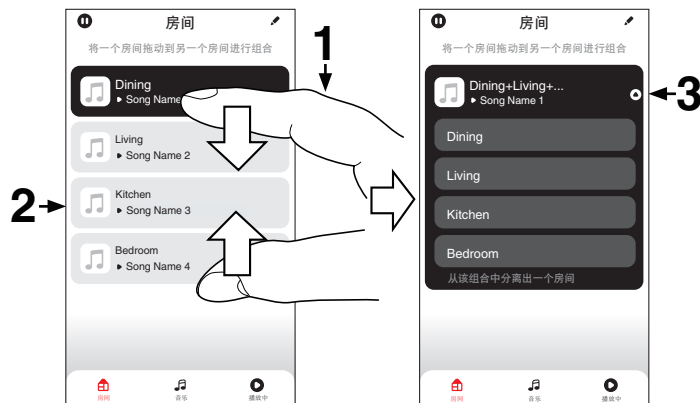 房间
将一个房间拖动到另一个房间进行组合
Dining
Song Name
Living
Song Name 2
Kitchen
Song Name 3
Bedroom
Song Name 4
房间
音乐
播放中
1
2
房间
将一个房间拖动到另一个房间进行组合
Dining+Living+...
Song Name 1
3
Dining
Living
Kitchen
Bedroom
从该组合中分离出一个房间
房间
音乐
播放中